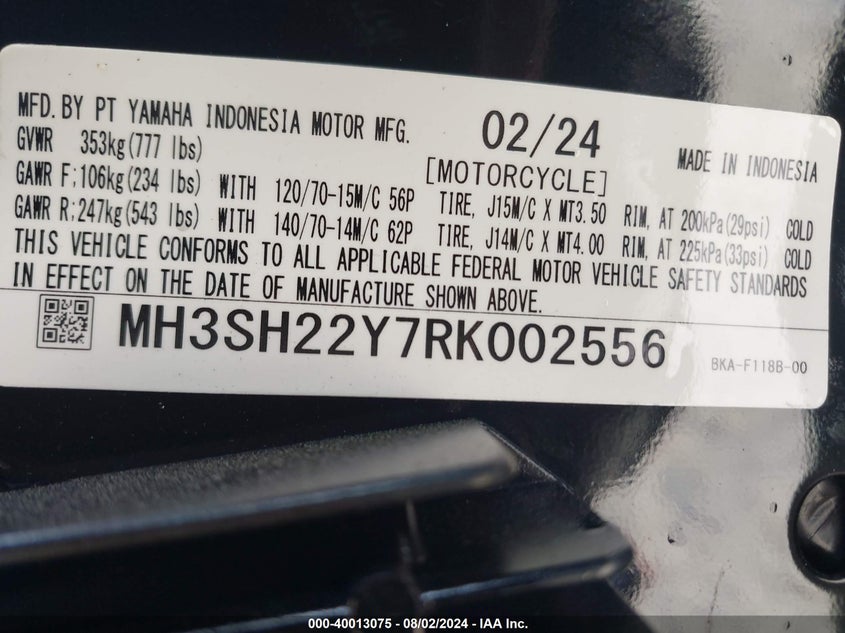 MFD. BY PT YAMAHA INDONESIA MOTOR MFG. 02/24 MADE IN INDONESIA
GVWR 353kg(777 lbs) [MOTORCYCLE]
GAWR F;106kg(234 lbs) WITH 120/70-15M/C 56P TIRE, J15M/C X MT3.50 RIM, AT 200kPa(29psi) COLD
GAWR R;247kg(543 lbs) WITH 140/70-14M/C 62P TIRE, J14M/C X MT4.00 RIM, AT 225kPa(33psi) COLD
THIS VEHICLE CONFORMS TO ALL APPLICABLE FEDERAL MOTOR VEHICLE SAFETY STANDARDS
IN EFFECT ON THE DATE OF MANUFACTURE SHOWN ABOVE.
MH3SH22Y7RK002556 BKA-F118B-00
000-40013075 - 08/02/2024 - IAA Inc.